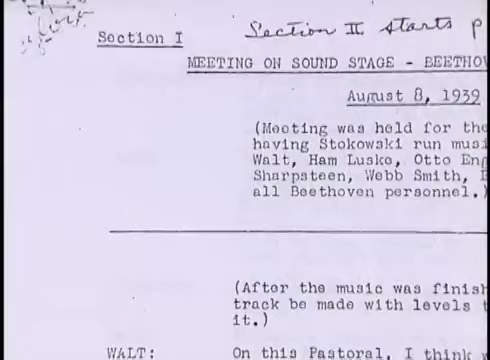 Section I
Section II starts p
MEETING ON SOUND STAGE - BEETHOV
August 8, 1939
(Meeting was held for the
having Stokowski run musi
Walt, Ham Luske, Otto Eng
Sharpsteen, Webb Smith,
all Beethoven personnel.)
(After the music was finish
track be made with levels t
it.)
WALT: On this Pastoral, I think